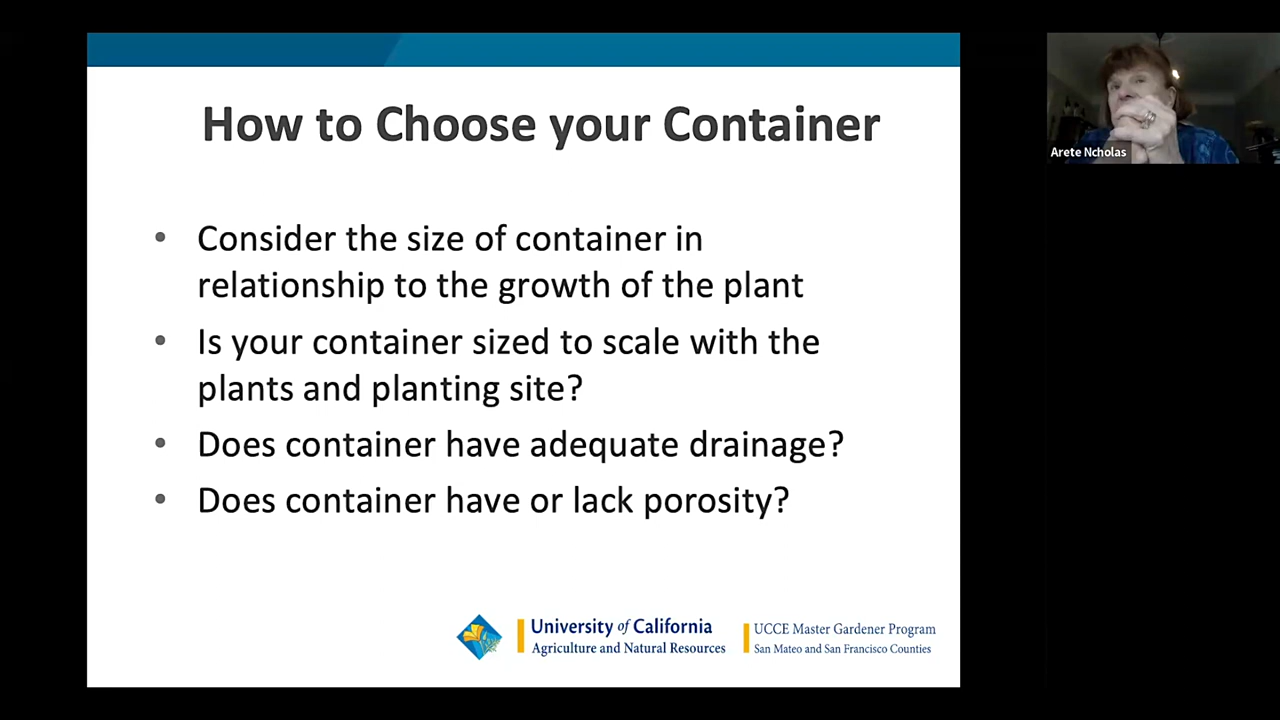 How to Choose your Container
• Consider the size of container in
relationship to the growth of the plant
• Is your container sized to scale with the
plants and planting site?
• Does container have adequate drainage?
• Does container have or lack porosity?
University of California
Agriculture and Natural Resources
UCCE Master Gardener Program
San Mateo and San Francisco Counties
Arete Ncholas